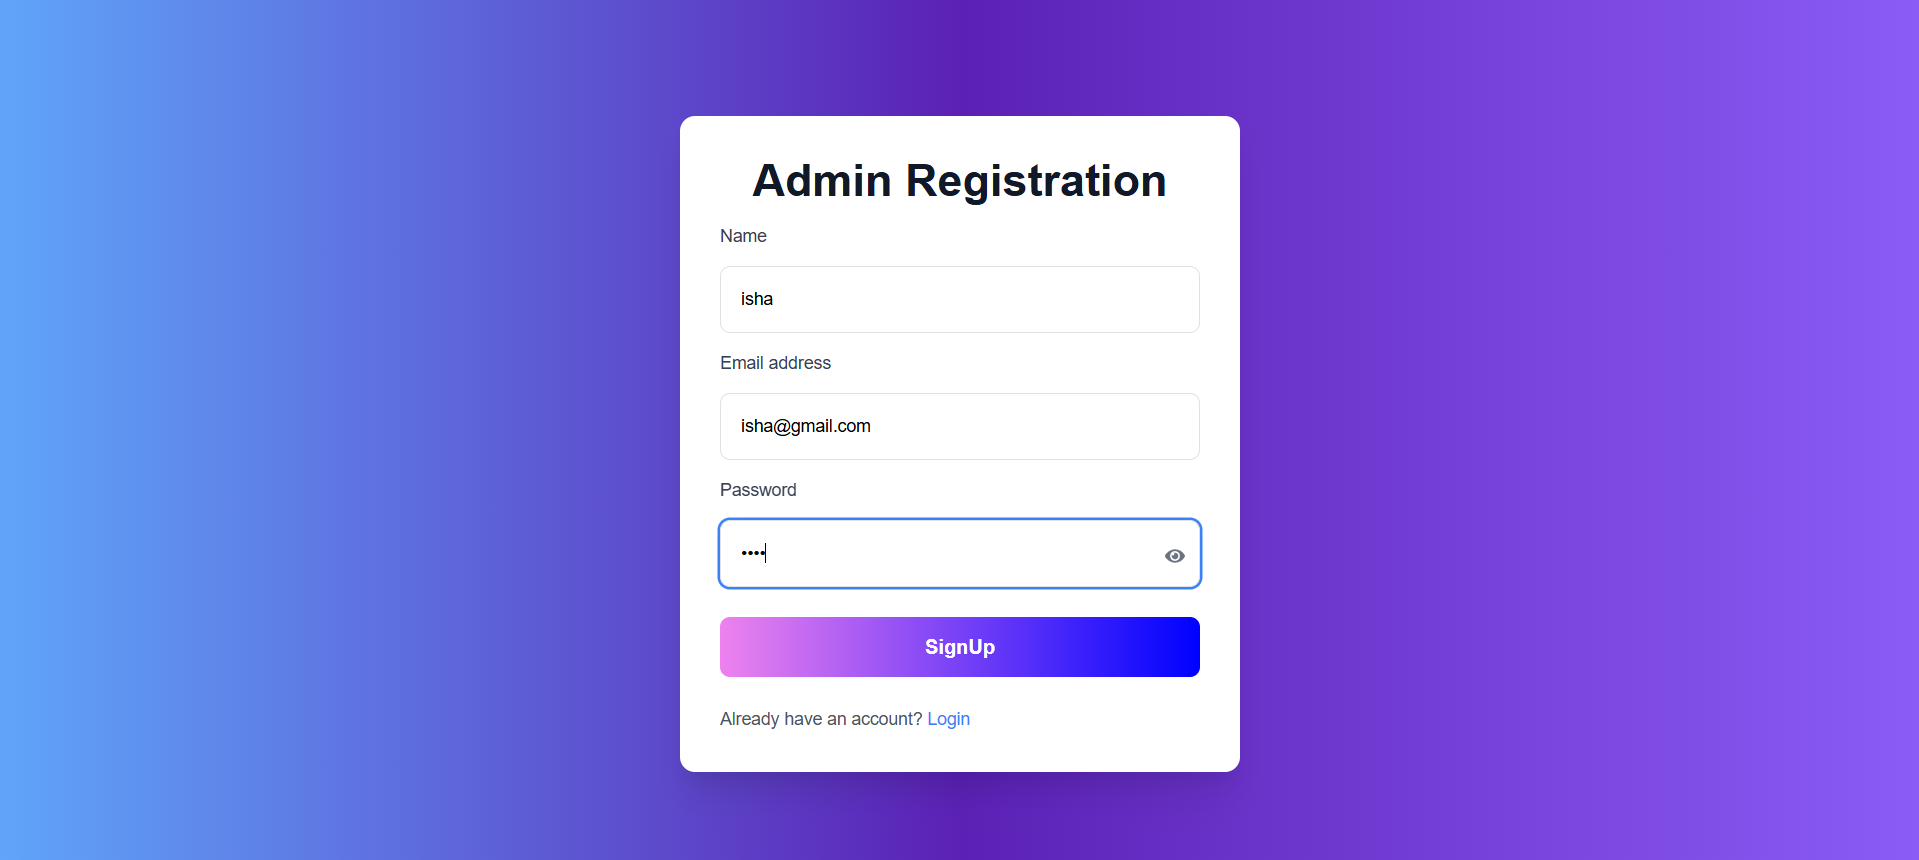 Admin Registration
Name
isha
Email address
isha@gmail.com
Password
••••
SignUp
Already have an account? Login